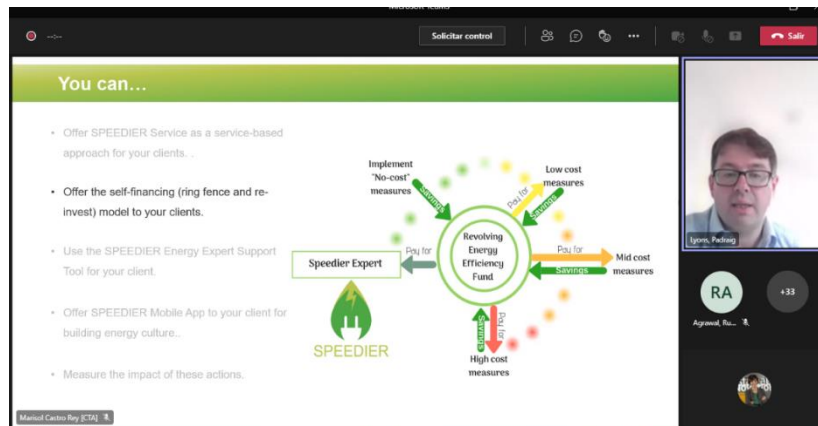 Microsoft Teams
--:--
Solicitar control
Salir
You can…
• Offer SPEEDIER Service as a service-based
approach for your clients. .
• Offer the self-financing (ring fence and re-
invest) model to your clients.
• Use the SPEEDIER Energy Expert Support
Tool for your client.
• Offer SPEEDIER Mobile App to your client for
building energy culture..
• Measure the impact of these actions.
Implement
"No-cost"
measures
Savings
Low cost
measures
Pay for
Savings
Revolving
Energy
Efficiency
Fund
Pay for
Speedier Expert
Pay for
Savings
Mid cost
measures
Savings
Pay for
High cost
measures
SPEEDIER
Marisol Castro Rey [CTA]
Lyons, Padraig
RA
+33
Agrawal, Ru...